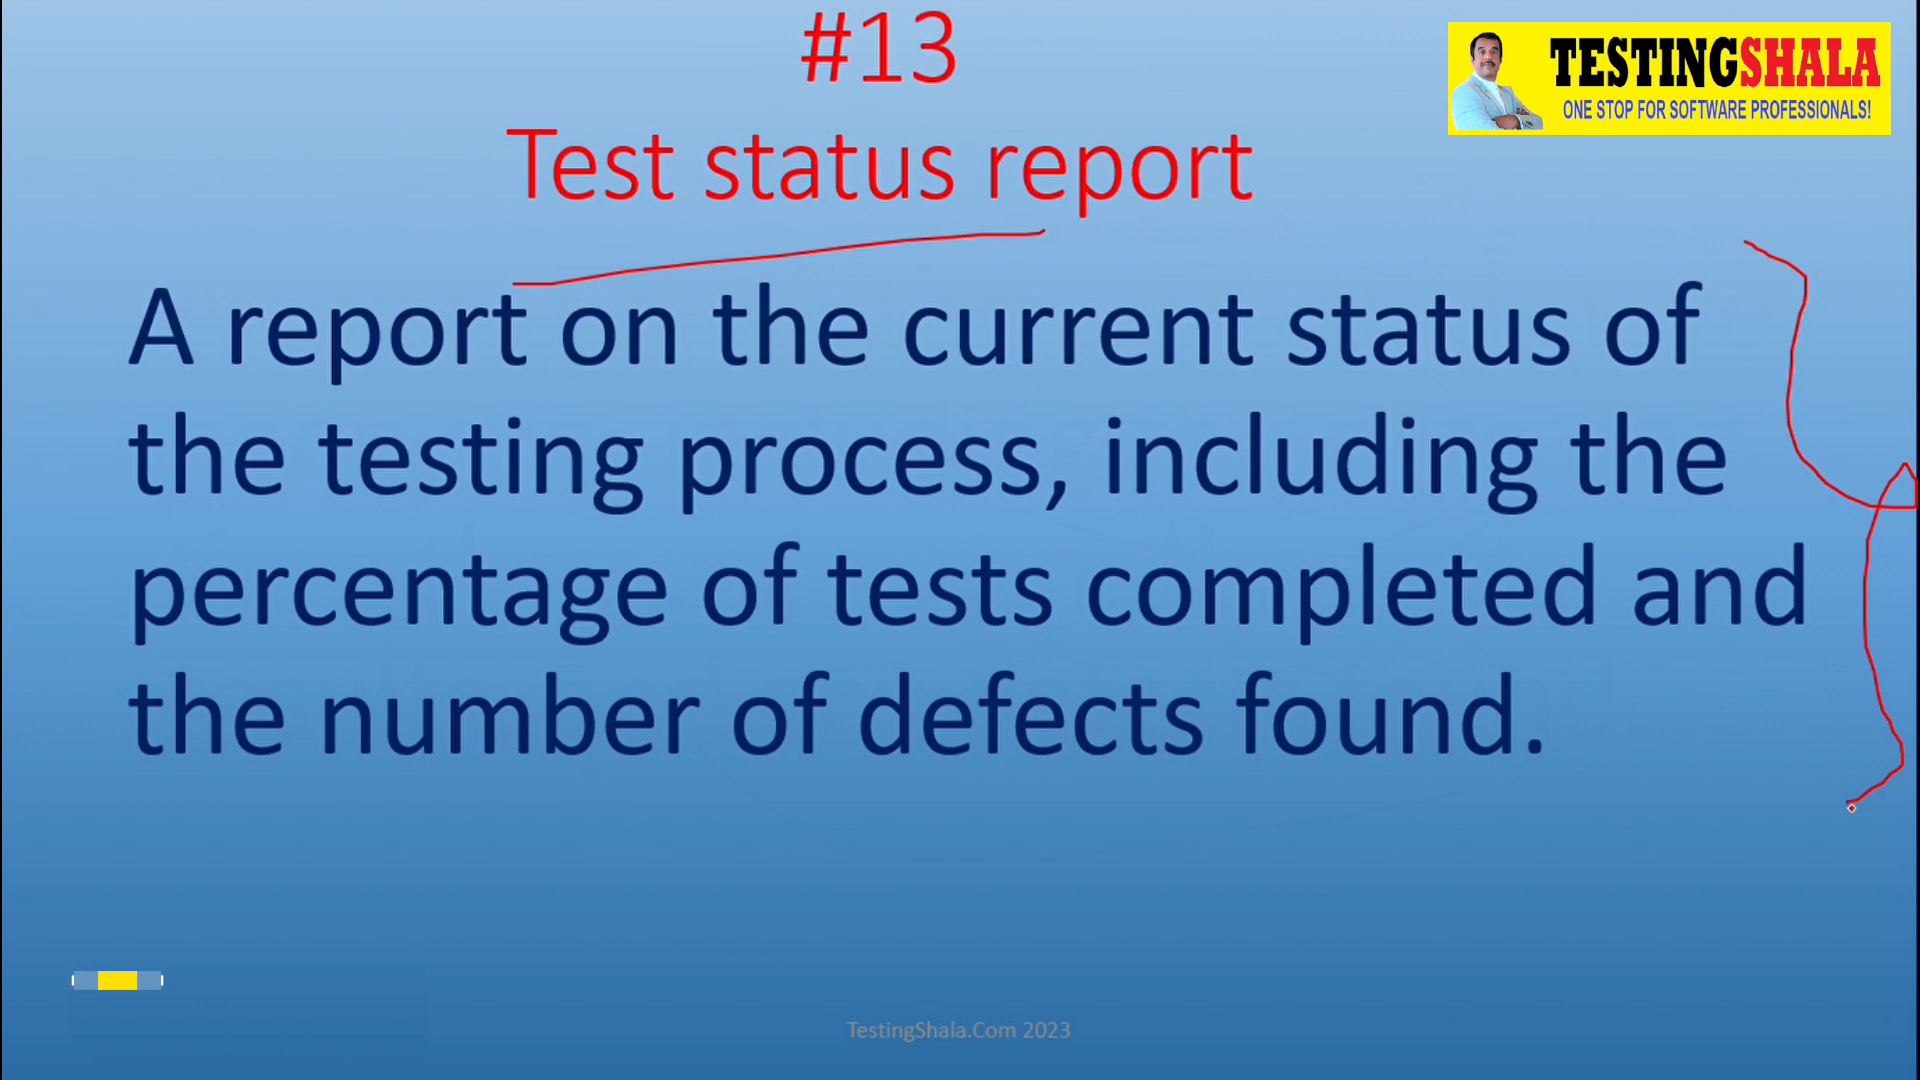 #13
TESTINGSHALA
ONE STOP FOR SOFTWARE PROFESSIONALS!
Test status report
A report on the current status of
the testing process, including the
percentage of tests completed and
the number of defects found.
TestingShala.Com 2023